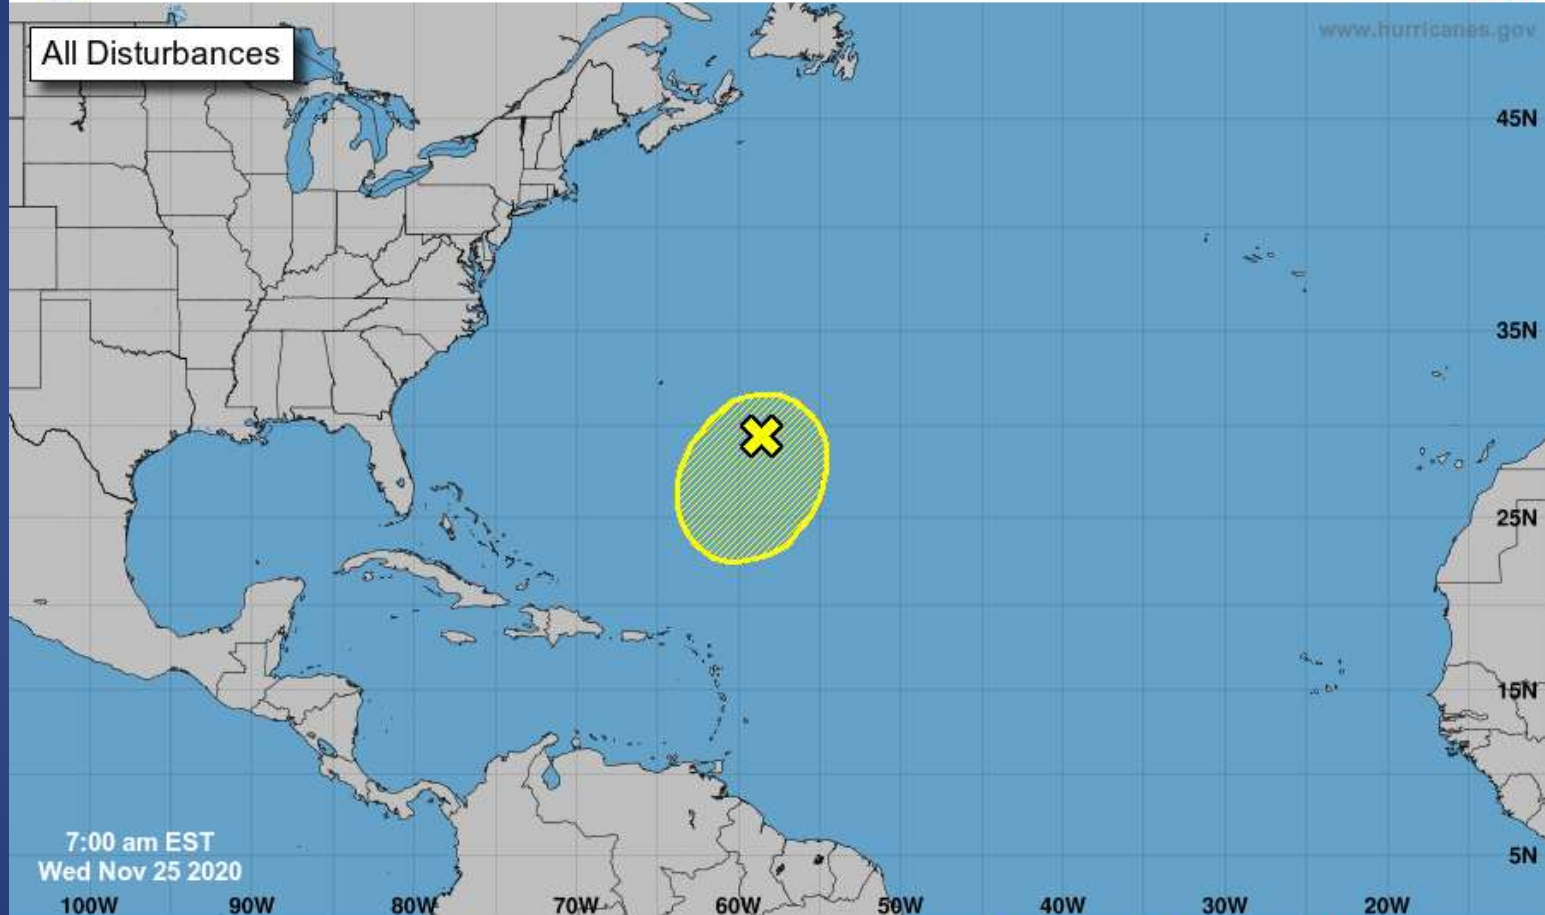 All Disturbances
www.hurricanes.gov
45N
35N
25N
15N
5N
7:00 am EST
Wed Nov 25 2020
100W 90W 80W 70W 60W 50W 40W 30W 20W